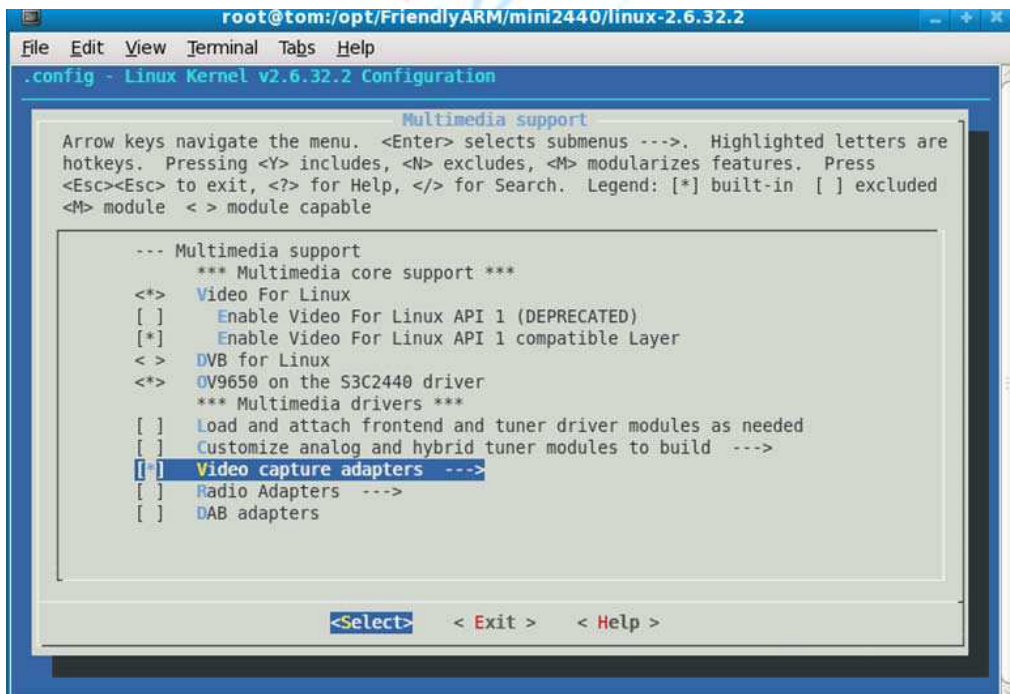 root@tom:/opt/FriendlyARM/mini2440/linux-2.6.32.2
File Edit View Terminal Tabs Help
.config - Linux Kernel v2.6.32.2 Configuration
Multimedia support
Arrow keys navigate the menu.  <Enter> selects submenus --->.  Highlighted letters are
hotkeys.  Pressing <Y> includes, <N> excludes, <M> modularizes features.  Press
<Esc><Esc> to exit, <?> for Help, </> for Search.  Legend: [*] built-in  [ ] excluded
<M> module  < > module capable
--- Multimedia support
*** Multimedia core support ***
<*> Video For Linux
[ ] Enable Video For Linux API 1 (DEPRECATED)
[*] Enable Video For Linux API 1 compatible Layer
< > DVB for Linux
<*> OV9650 on the S3C2440 driver
*** Multimedia drivers ***
[ ] Load and attach frontend and tuner driver modules as needed
[ ] Customize analog and hybrid tuner modules to build --->
[*] Video capture adapters --->
[ ] Radio Adapters --->
[ ] DAB adapters
<Select> < Exit > < Help >